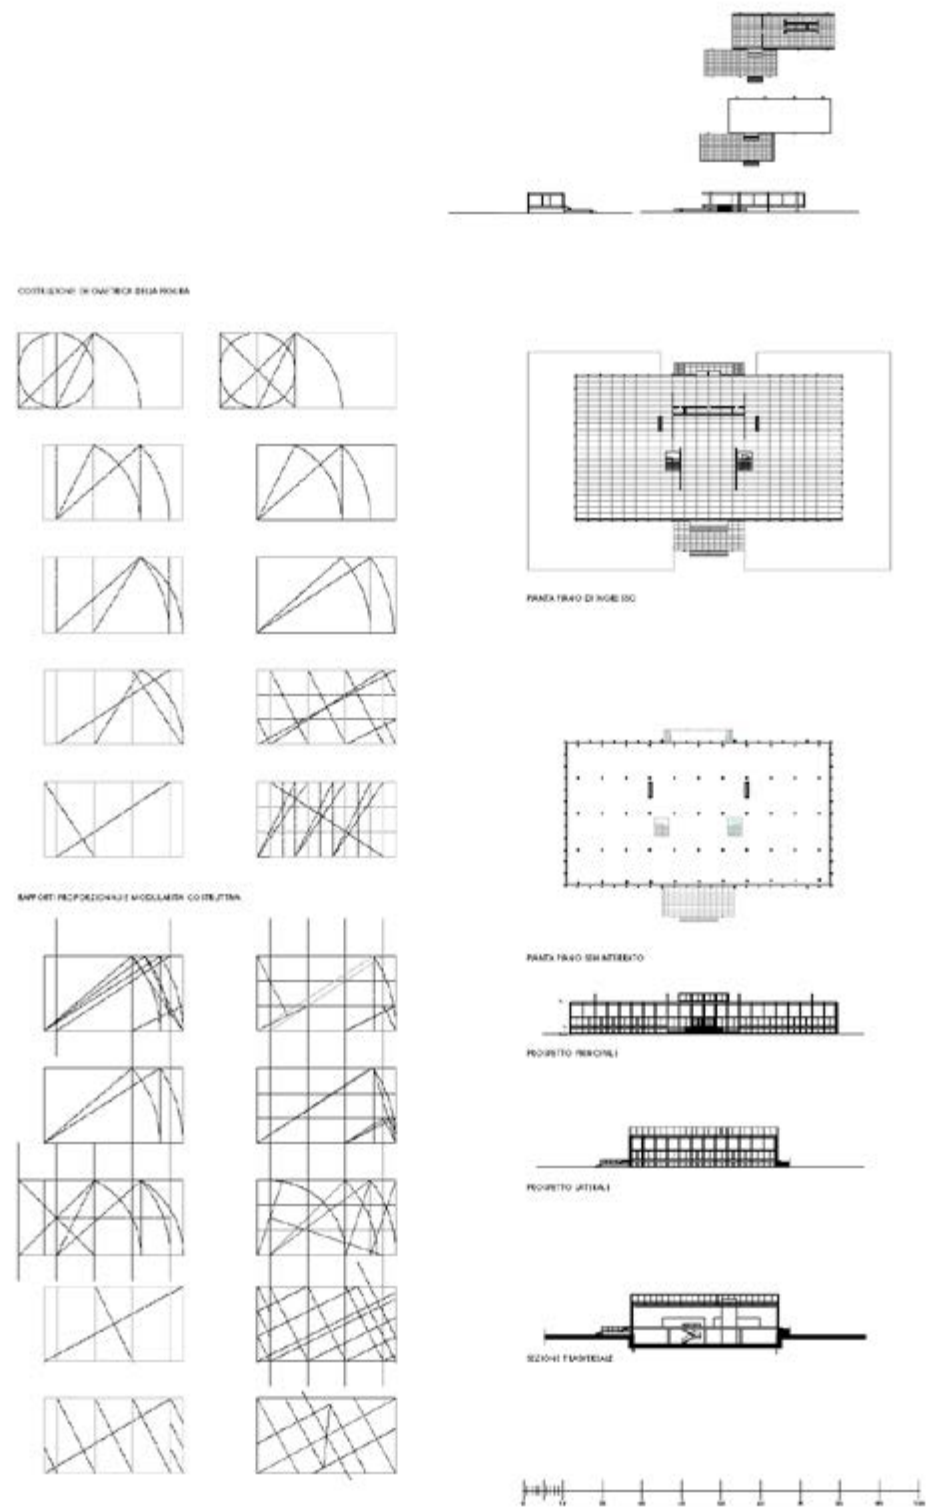 COSTRUZIONE GEOMETRICA DELLA FIGURA
RAPPORTI PROPORZIONALI E MODULARITA' COSTRUTTIVA
PIANTA PIANO DI INGRESSO
PIANTA PIANO SEMINTERRATO
PROSPETTO PRINCIPALE
PROSPETTO LATERALE
SEZIONE TRASVERSALE